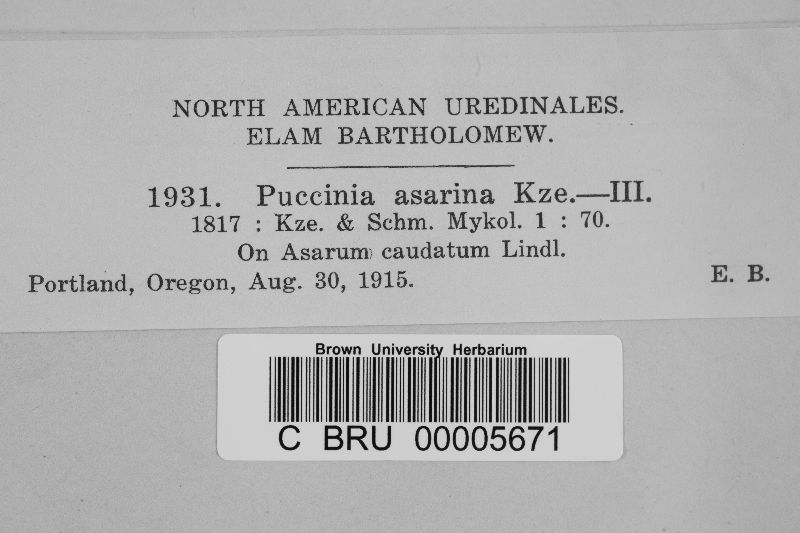 NORTH AMERICAN UREDINALES.
ELAM BARTHOLOMEW.
1931. Puccinia asarina Kze.—III.
1817 : Kze. & Schm. Mykol. 1 : 70.
On Asarum caudatum Lindl.
Portland, Oregon, Aug. 30, 1915. E. B.
Brown University Herbarium
C BRU 00005671